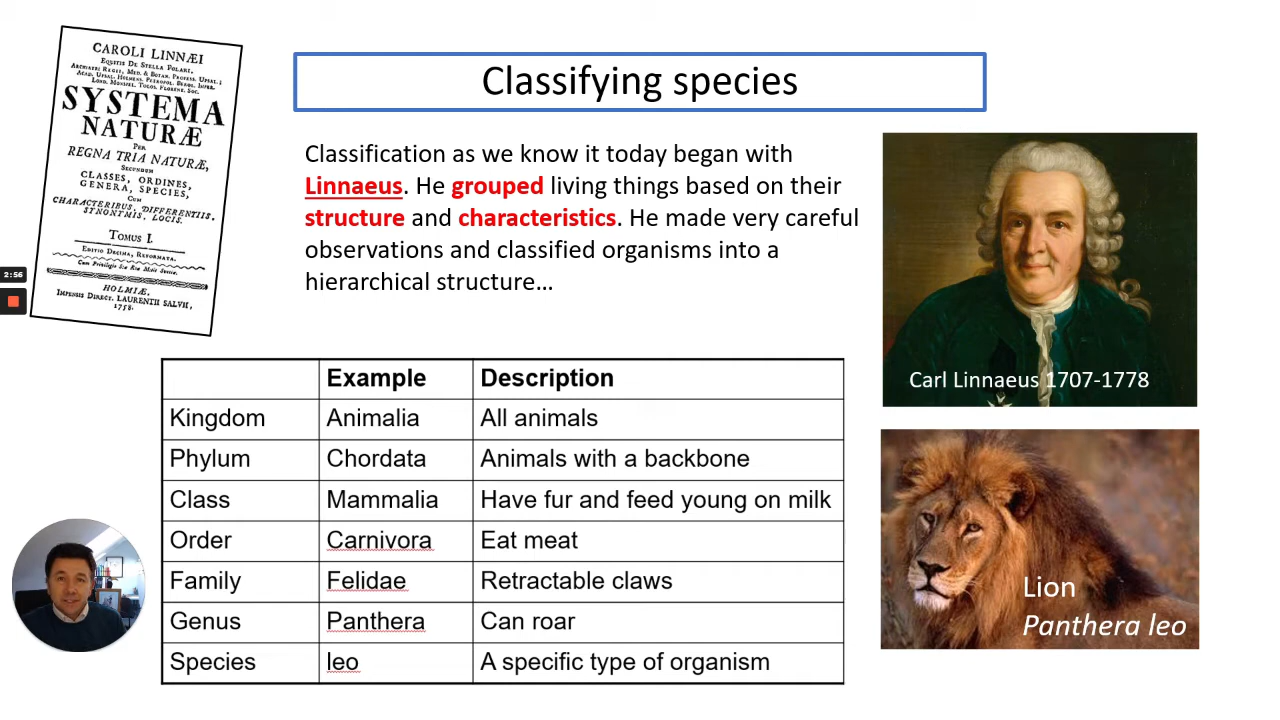 CAROLI LINNÆI
EQUITIS DE STELLA POLARI,
ARCHIATRI REGII, MED. & BOTAN. PROFESS. UPSAL.;
ACAD. UPSAL. HOLMENS. PETROPOL. BEROL. IMPER.
LOND. MONSPEL. TOLOS. FLORENT. SOC.
SYSTEMA
NATURÆ
PER
REGNA TRIA NATURÆ,
SECUNDUM
CLASSES, ORDINES,
GENERA, SPECIES,
CUM
CHARACTERIBUS, DIFFERENTIIS,
SYNONYMIS, LOCIS.
TOMUS I.
EDITIO DECIMA, REFORMATA.
Cum Privilegio S:æ R:æ M:tis Sveciæ.
HOLMIÆ,
IMPENSIS DIRECT. LAURENTII SALVII,
1758.
Classifying species
Classification as we know it today began with
Linnaeus. He grouped living things based on their
structure and characteristics. He made very careful
observations and classified organisms into a
hierarchical structure…
Carl Linnaeus 1707-1778
2:56
Example Description
Kingdom Animalia All animals
Phylum Chordata Animals with a backbone
Class Mammalia Have fur and feed young on milk
Order Carnivora Eat meat
Family Felidae Retractable claws
Genus Panthera Can roar
Species leo A specific type of organism
Lion
Panthera leo